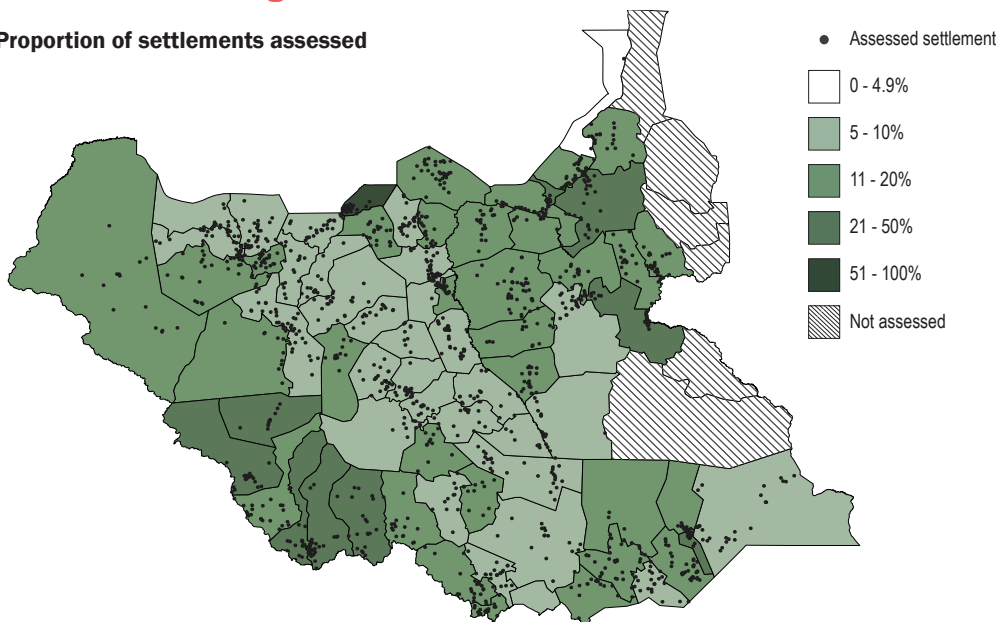 Proportion of settlements assessed
Assessed settlement
0 - 4.9%
5 - 10%
11 - 20%
21 - 50%
51 - 100%
Not assessed